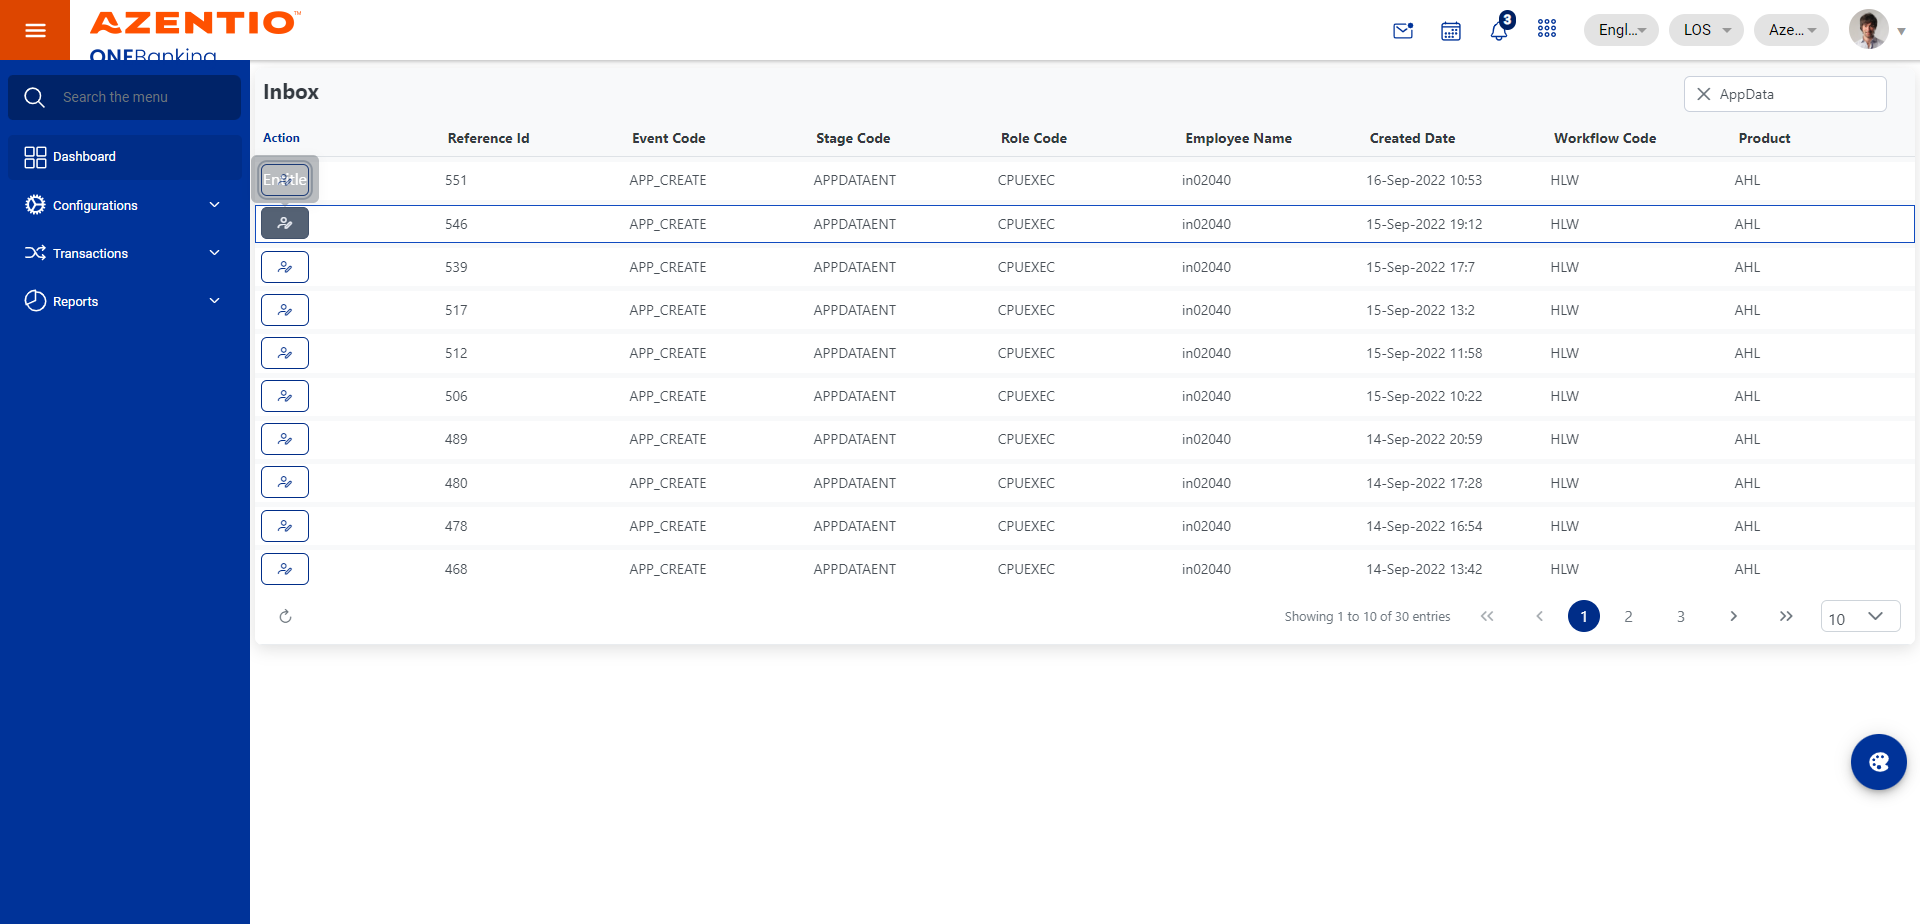 AZENTIO™
ONEBanking
3
Engl...
LOS
Aze...
Search the menu
Dashboard
Configurations
Transactions
Reports
Inbox
AppData
Action Reference Id Event Code Stage Code Role Code Employee Name Created Date Workflow Code Product
Entitle 551 APP_CREATE APPDATAENT CPUEXEC in02040 16-Sep-2022 10:53 HLW AHL
546 APP_CREATE APPDATAENT CPUEXEC in02040 15-Sep-2022 19:12 HLW AHL
539 APP_CREATE APPDATAENT CPUEXEC in02040 15-Sep-2022 17:7 HLW AHL
517 APP_CREATE APPDATAENT CPUEXEC in02040 15-Sep-2022 13:2 HLW AHL
512 APP_CREATE APPDATAENT CPUEXEC in02040 15-Sep-2022 11:58 HLW AHL
506 APP_CREATE APPDATAENT CPUEXEC in02040 15-Sep-2022 10:22 HLW AHL
489 APP_CREATE APPDATAENT CPUEXEC in02040 14-Sep-2022 20:59 HLW AHL
480 APP_CREATE APPDATAENT CPUEXEC in02040 14-Sep-2022 17:28 HLW AHL
478 APP_CREATE APPDATAENT CPUEXEC in02040 14-Sep-2022 16:54 HLW AHL
468 APP_CREATE APPDATAENT CPUEXEC in02040 14-Sep-2022 13:42 HLW AHL
Showing 1 to 10 of 30 entries 1 2 3 10